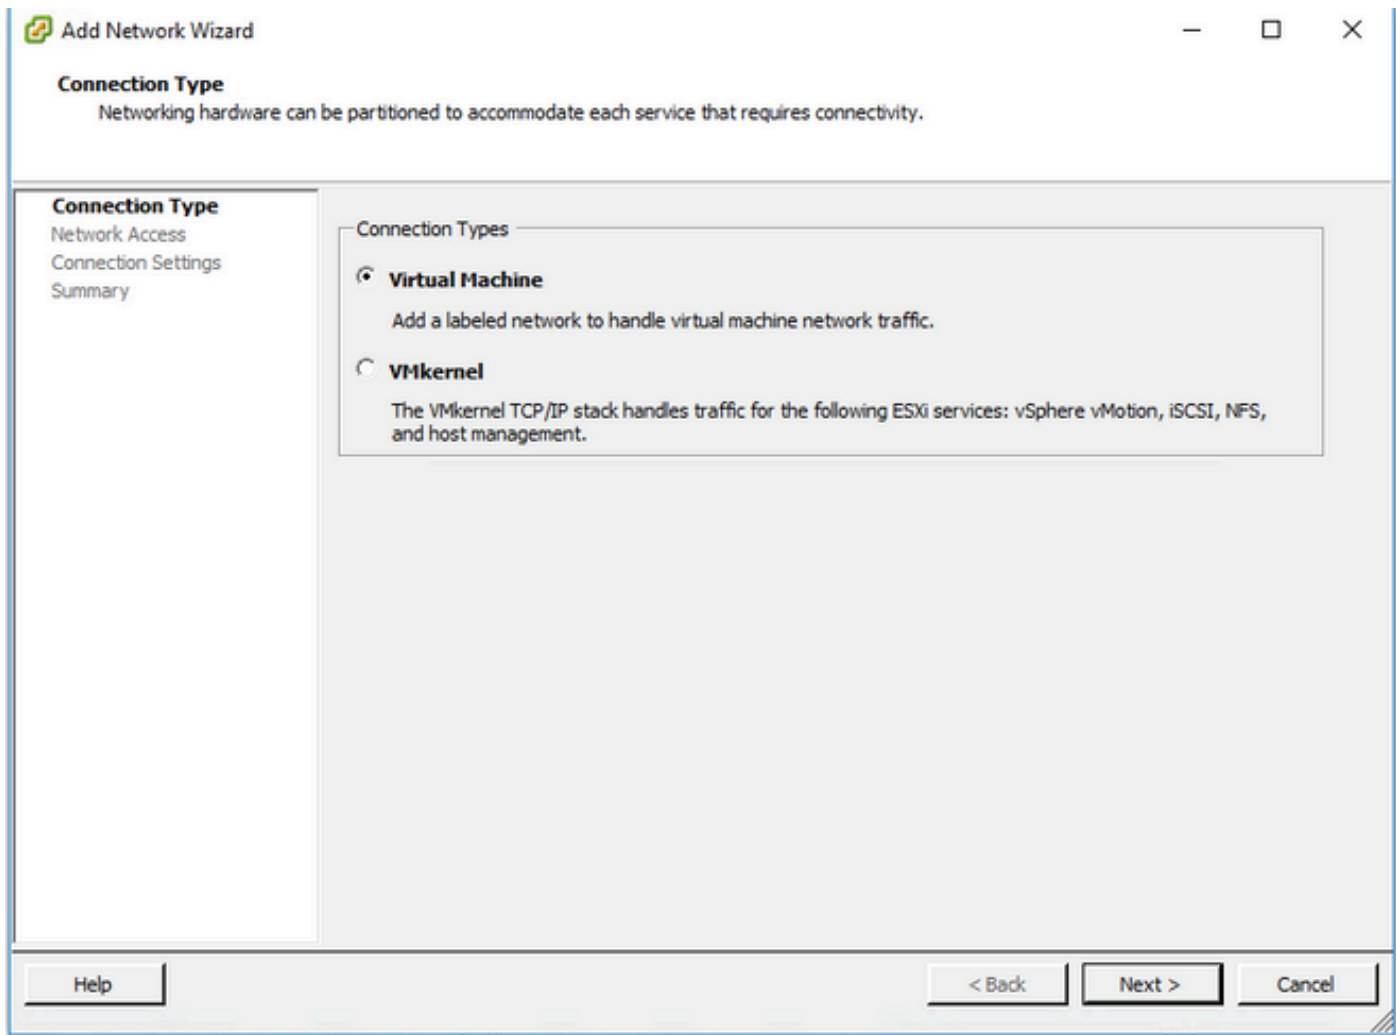 Add Network Wizard
Connection Type
Networking hardware can be partitioned to accommodate each service that requires connectivity.
Connection Type
Network Access
Connection Settings
Summary
Connection Types
Virtual Machine
Add a labeled network to handle virtual machine network traffic.
VMkernel
The VMkernel TCP/IP stack handles traffic for the following ESXi services: vSphere vMotion, iSCSI, NFS,
and host management.
Help
< Back
Next >
Cancel